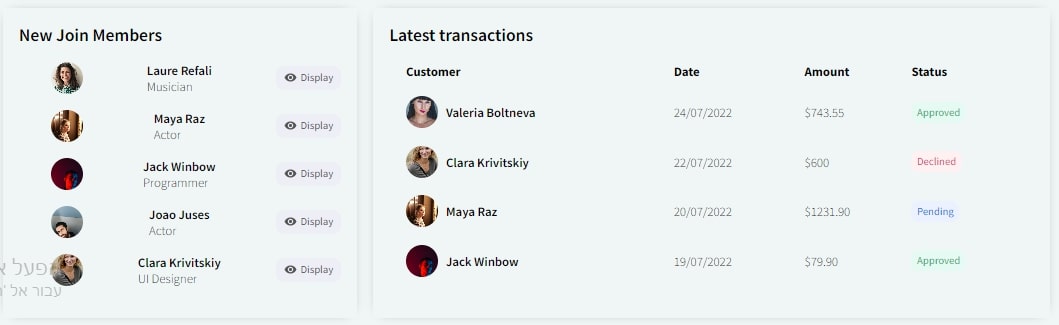 New Join Members
Laure Refali
Musician
Display
Maya Raz
Actor
Display
Jack Winbow
Programmer
Display
Joao Juses
Actor
Display
Clara Krivitskiy
UI Designer
Display
עבור אל
Latest transactions
Customer Date Amount Status
Valeria Boltneva 24/07/2022 $743.55 Approved
Clara Krivitskiy 22/07/2022 $600 Declined
Maya Raz 20/07/2022 $1231.90 Pending
Jack Winbow 19/07/2022 $79.90 Approved